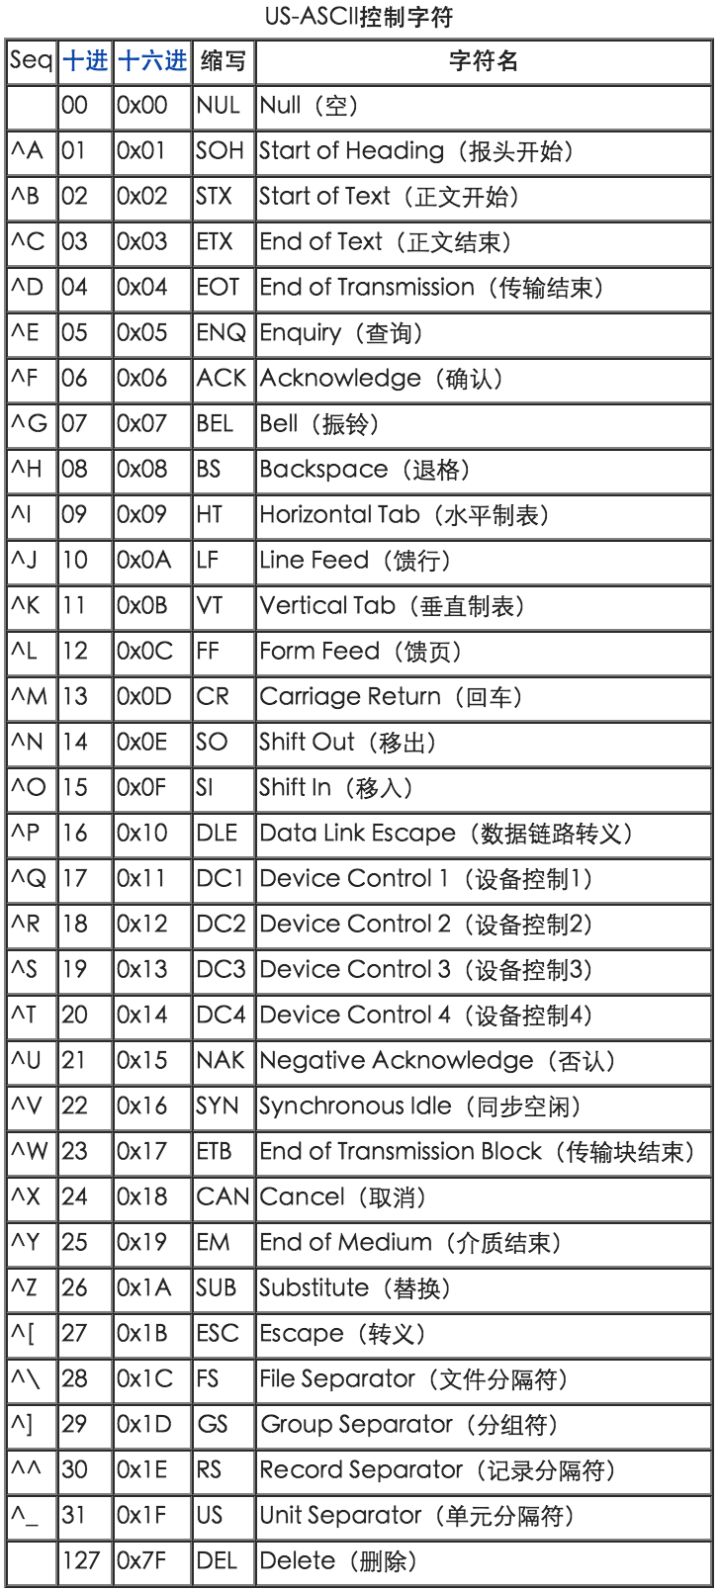 US-ASCII控制字符
Seq 十进 十六进 缩写 字符名
00 0x00 NUL Null（空）
^A 01 0x01 SOH Start of Heading（报头开始）
^B 02 0x02 STX Start of Text（正文开始）
^C 03 0x03 ETX End of Text（正文结束）
^D 04 0x04 EOT End of Transmission（传输结束）
^E 05 0x05 ENQ Enquiry（查询）
^F 06 0x06 ACK Acknowledge（确认）
^G 07 0x07 BEL Bell（振铃）
^H 08 0x08 BS Backspace（退格）
^I 09 0x09 HT Horizontal Tab（水平制表）
^J 10 0x0A LF Line Feed（馈行）
^K 11 0x0B VT Vertical Tab（垂直制表）
^L 12 0x0C FF Form Feed（馈页）
^M 13 0x0D CR Carriage Return（回车）
^N 14 0x0E SO Shift Out（移出）
^O 15 0x0F SI Shift In（移入）
^P 16 0x10 DLE Data Link Escape（数据链路转义）
^Q 17 0x11 DC1 Device Control 1（设备控制1）
^R 18 0x12 DC2 Device Control 2（设备控制2）
^S 19 0x13 DC3 Device Control 3（设备控制3）
^T 20 0x14 DC4 Device Control 4（设备控制4）
^U 21 0x15 NAK Negative Acknowledge（否认）
^V 22 0x16 SYN Synchronous Idle（同步空闲）
^W 23 0x17 ETB End of Transmission Block（传输块结束）
^X 24 0x18 CAN Cancel（取消）
^Y 25 0x19 EM End of Medium（介质结束）
^Z 26 0x1A SUB Substitute（替换）
^[ 27 0x1B ESC Escape（转义）
^\ 28 0x1C FS File Separator（文件分隔符）
^] 29 0x1D GS Group Separator（分组符）
^^ 30 0x1E RS Record Separator（记录分隔符）
^_ 31 0x1F US Unit Separator（单元分隔符）
127 0x7F DEL Delete（删除）